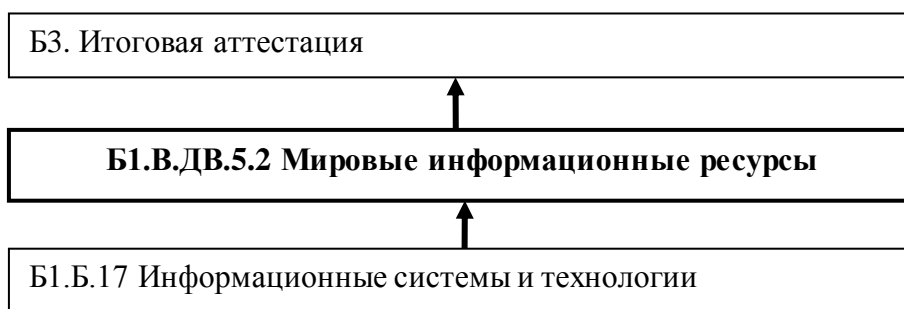 Б3. Итоговая аттестация
Б1.В.ДВ.5.2 Мировые информационные ресурсы
Б1.Б.17 Информационные системы и технологии